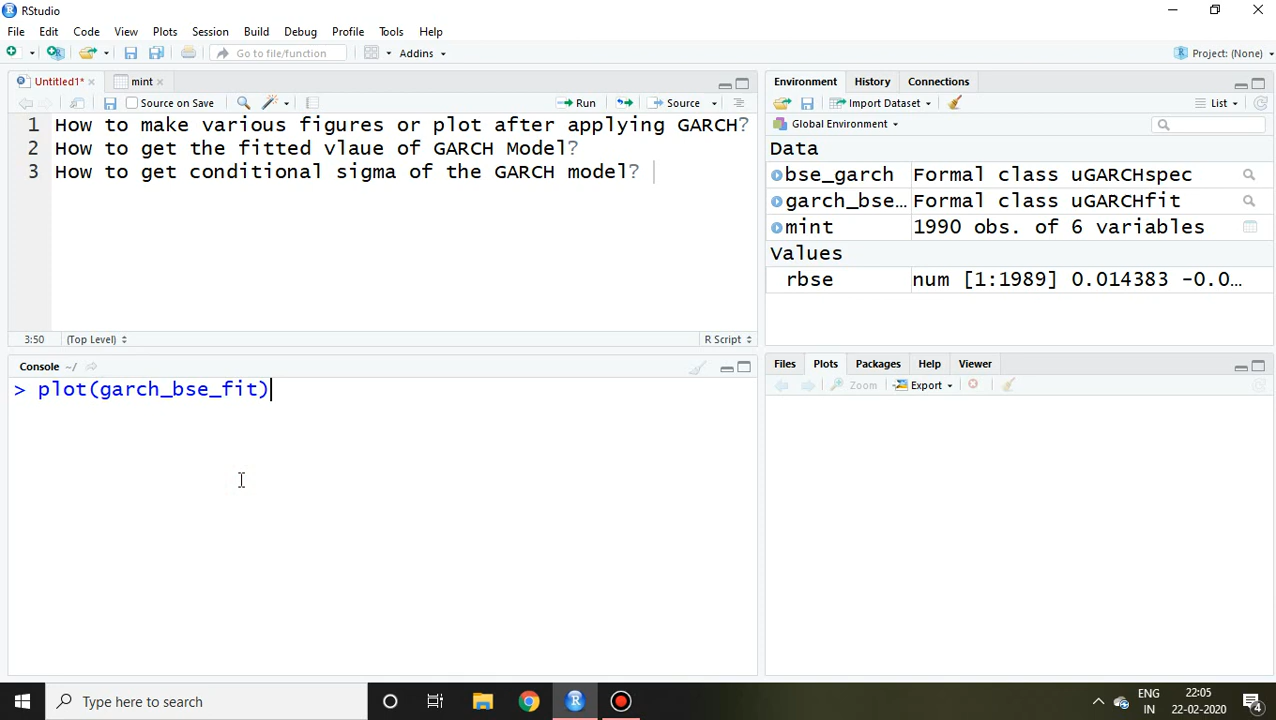 RStudio
File Edit Code View Plots Session Build Debug Profile Tools Help
Go to file/function Addins Project: (None)
Untitled1* mint
Source on Save Run Source
1 How to make various figures or plot after applying GARCH?
2 How to get the fitted vlaue of GARCH Model?
3 How to get conditional sigma of the GARCH model?
3:50 (Top Level) R Script
Console ~/
> plot(garch_bse_fit)
Environment History Connections
Import Dataset List
Global Environment
Data
bse_garch Formal class uGARCHspec
garch_bse… Formal class uGARCHfit
mint 1990 obs. of 6 variables
Values
rbse num [1:1989] 0.014383 -0.0…
Files Plots Packages Help Viewer
Zoom Export
Type here to search
ENG
IN
22:05
22-02-2020
4